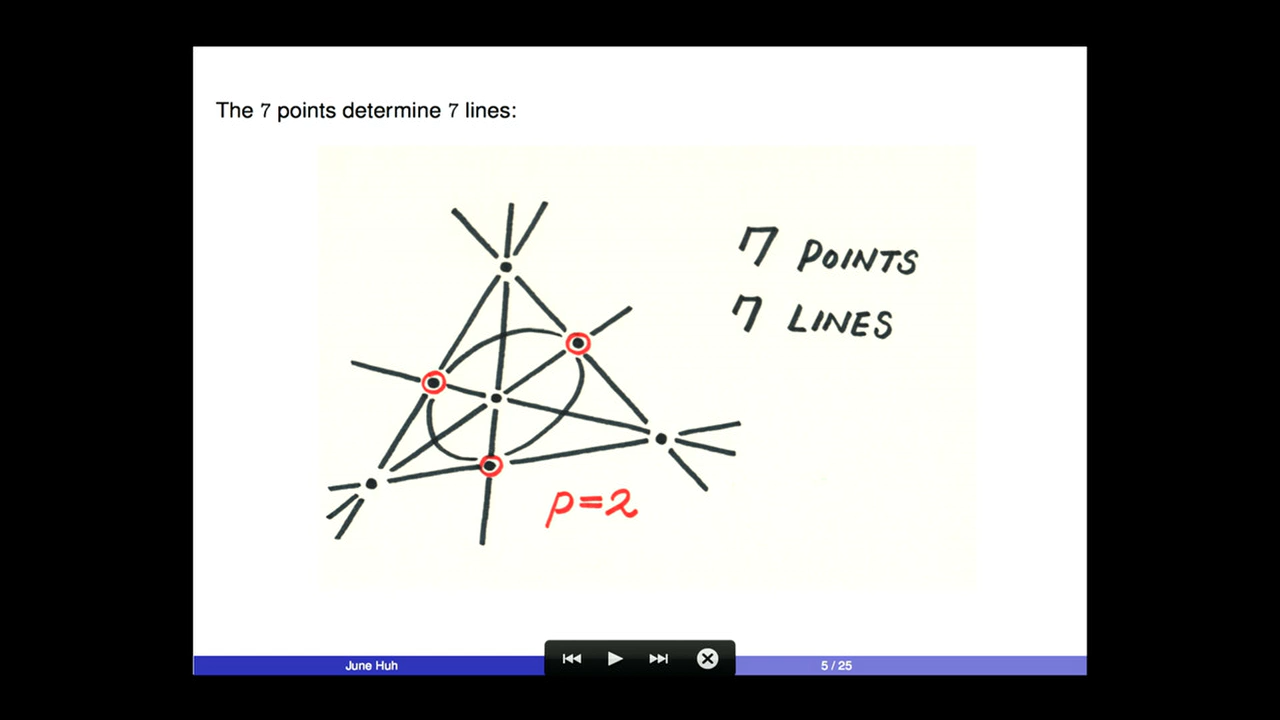 The 7 points determine 7 lines:
7 POINTS
7 LINES
p=2
June Huh
5 / 25